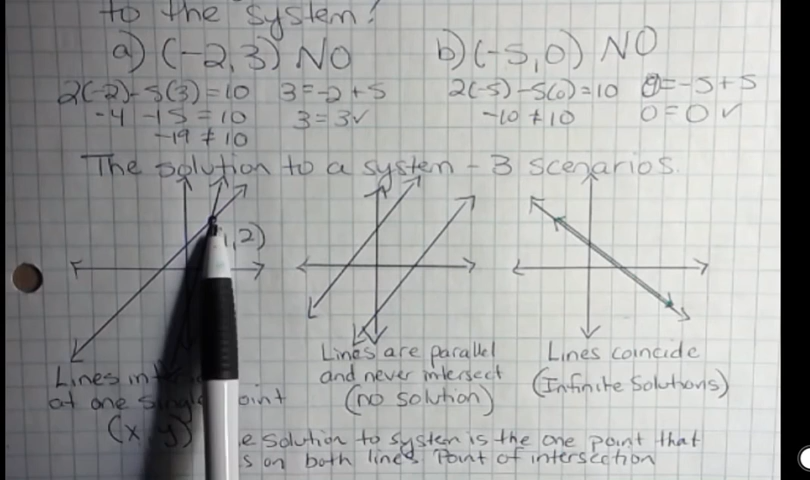 to the system?
a) (-2,3) NO b) (-5,0) NO
2(-2)-5(3)=10 3=-2+5 2(-5)-5(0)=10 0=-5+5
-4 -15 = 10 3=3✓ -10≠10 0=0✓
-19 ≠ 10
The solution to a system - 3 scenarios.
,2)
Lines are parallel Lines coincide
Lines and never intersect (Infinite Solutions)
at one single point (no solution)
(x, y) solution to system is the one point that
on both lines Point of intersection